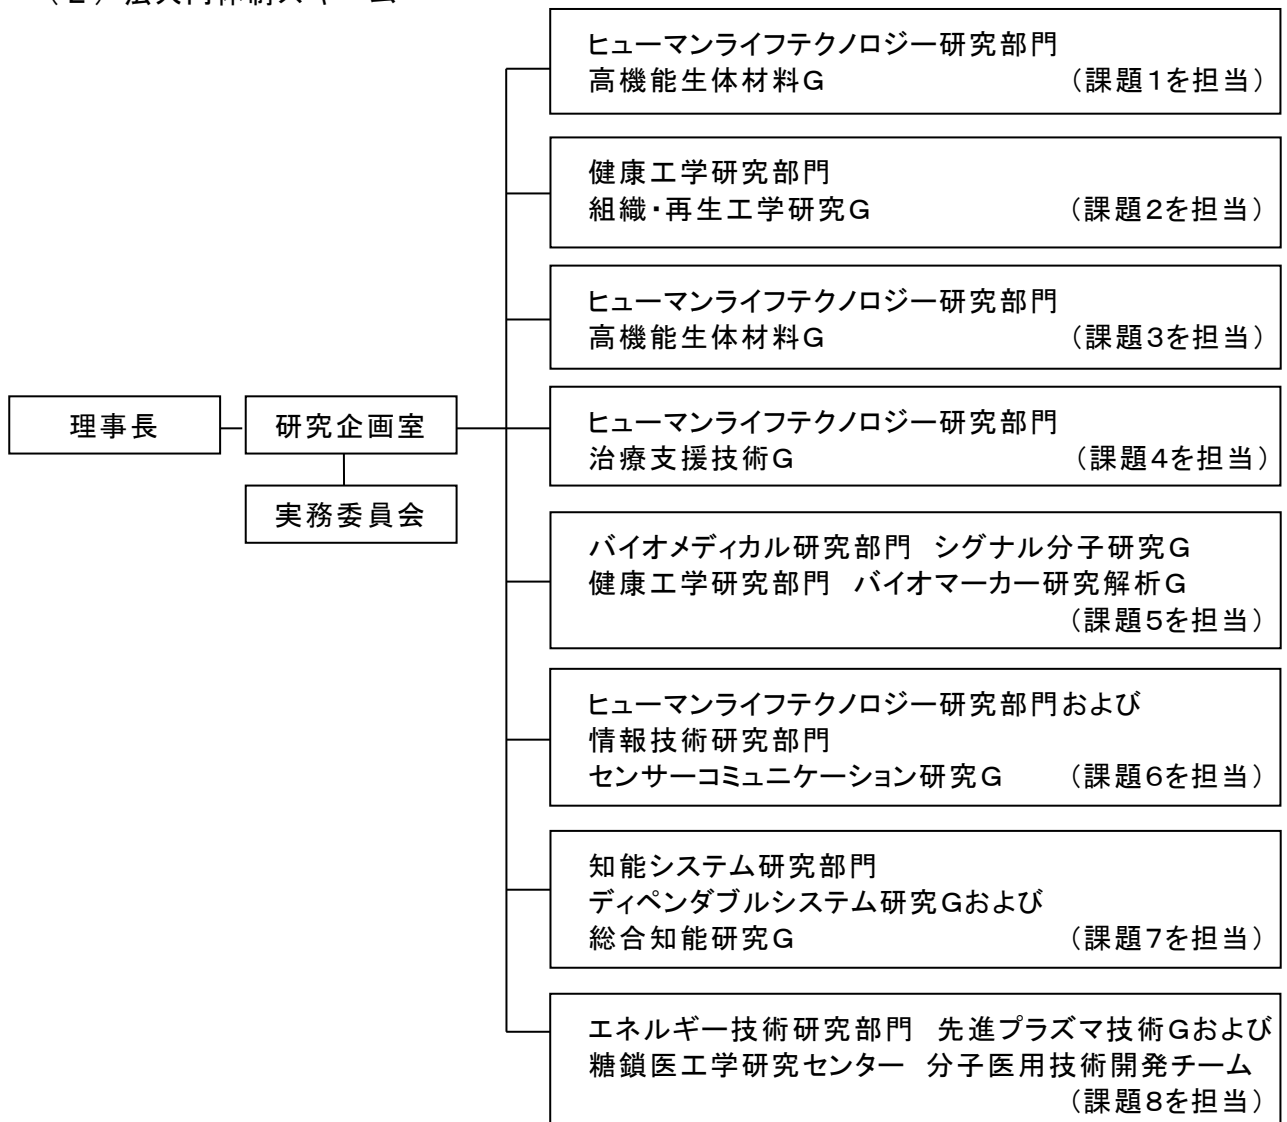 ヒューマンライフテクノロジー研究部門
高機能生体材料G （課題1を担当）
健康工学研究部門
組織・再生工学研究G （課題2を担当）
ヒューマンライフテクノロジー研究部門
高機能生体材料G （課題3を担当）
理事長
研究企画室
実務委員会
ヒューマンライフテクノロジー研究部門
治療支援技術G （課題4を担当）
バイオメディカル研究部門　シグナル分子研究G
健康工学研究部門　バイオマーカー研究解析G
（課題5を担当）
ヒューマンライフテクノロジー研究部門および
情報技術研究部門
センサーコミュニケーション研究G （課題6を担当）
知能システム研究部門
ディペンダブルシステム研究Gおよび
総合知能研究G （課題7を担当）
エネルギー技術研究部門　先進プラズマ技術Gおよび
糖鎖医工学研究センター　分子医用技術開発チーム
（課題8を担当）